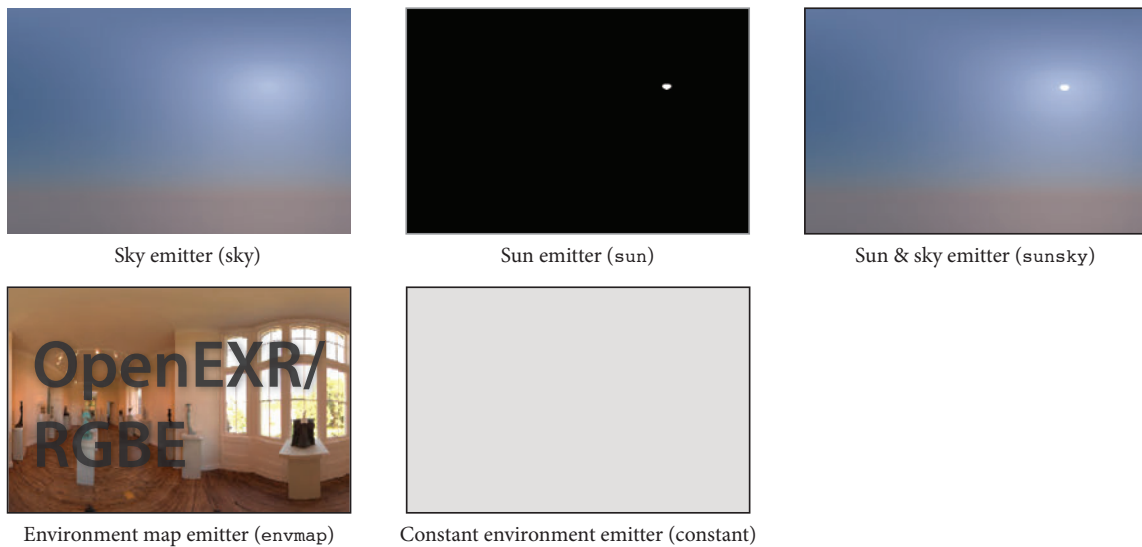 Sky emitter (sky)
Sun emitter (sun)
Sun & sky emitter (sunsky)
OpenEXR/
RGBE
Environment map emitter (envmap)
Constant environment emitter (constant)